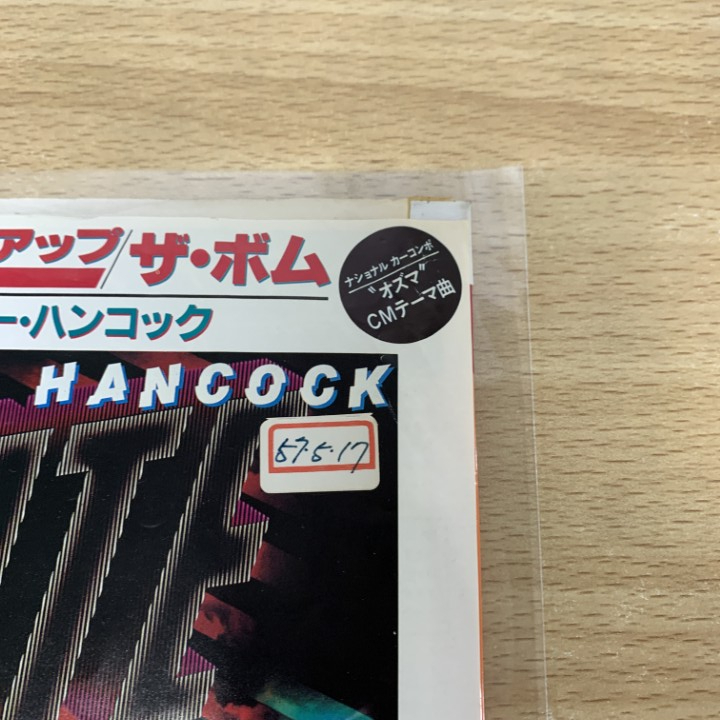 アップ/ザ・ボム
ナショナル カーコンポ
"オズマ"
CMテーマ曲
ー・ハンコック
HANCOCK
57.5.17
ITE